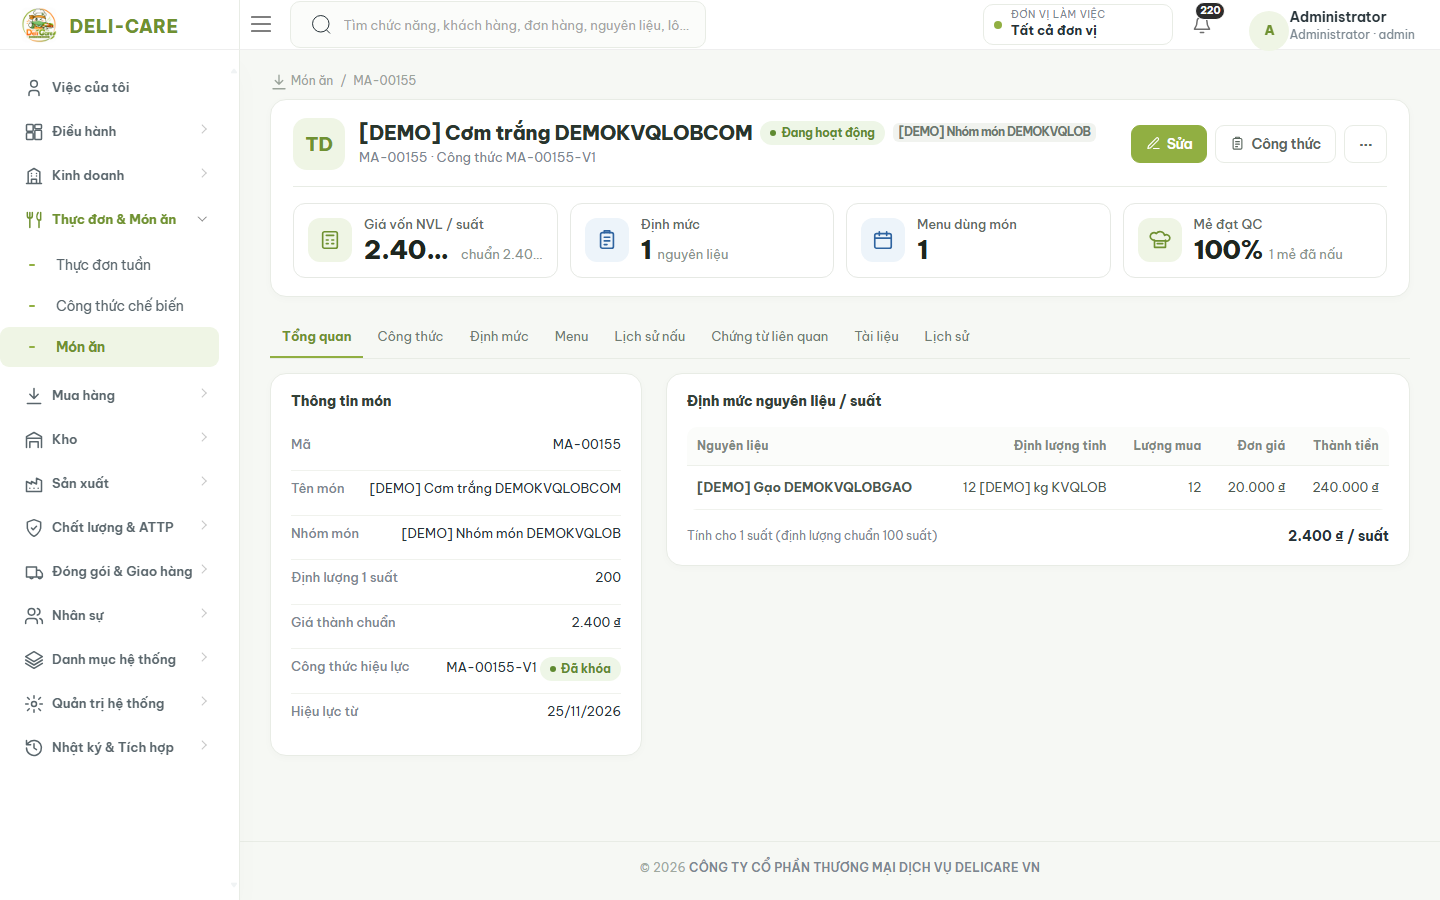 DELI-CARE
Tìm chức năng, khách hàng, đơn hàng, nguyên liệu, lô...
ĐƠN VỊ LÀM VIỆC
Tất cả đơn vị
220
A
Administrator
Administrator · admin
Việc của tôi
Điều hành
Kinh doanh
Thực đơn & Món ăn
Thực đơn tuần
Công thức chế biến
Món ăn
Mua hàng
Kho
Sản xuất
Chất lượng & ATTP
Đóng gói & Giao hàng
Nhân sự
Danh mục hệ thống
Quản trị hệ thống
Nhật ký & Tích hợp
Món ăn / MA-00155
TD
[DEMO] Cơm trắng DEMOKVQLOBCOM
Đang hoạt động
[DEMO] Nhóm món DEMOKVQLOB
MA-00155 · Công thức MA-00155-V1
Sửa
Công thức
...
Giá vốn NVL / suất
2.40... chuẩn 2.40...
Định mức
1 nguyên liệu
Menu dùng món
1
Mẻ đạt QC
100% 1 mẻ đã nấu
Tổng quan
Công thức
Định mức
Menu
Lịch sử nấu
Chứng từ liên quan
Tài liệu
Lịch sử
Thông tin món
Mã MA-00155
Tên món [DEMO] Cơm trắng DEMOKVQLOBCOM
Nhóm món [DEMO] Nhóm món DEMOKVQLOB
Định lượng 1 suất 200
Giá thành chuẩn 2.400 ₫
Công thức hiệu lực MA-00155-V1 Đã khóa
Hiệu lực từ 25/11/2026
Định mức nguyên liệu / suất
Nguyên liệu Định lượng tinh Lượng mua Đơn giá Thành tiền
[DEMO] Gạo DEMOKVQLOBGAO 12 [DEMO] kg KVQLOB 12 20.000 ₫ 240.000 ₫
Tính cho 1 suất (định lượng chuẩn 100 suất) 2.400 ₫ / suất
© 2026 CÔNG TY CỔ PHẦN THƯƠNG MẠI DỊCH VỤ DELICARE VN